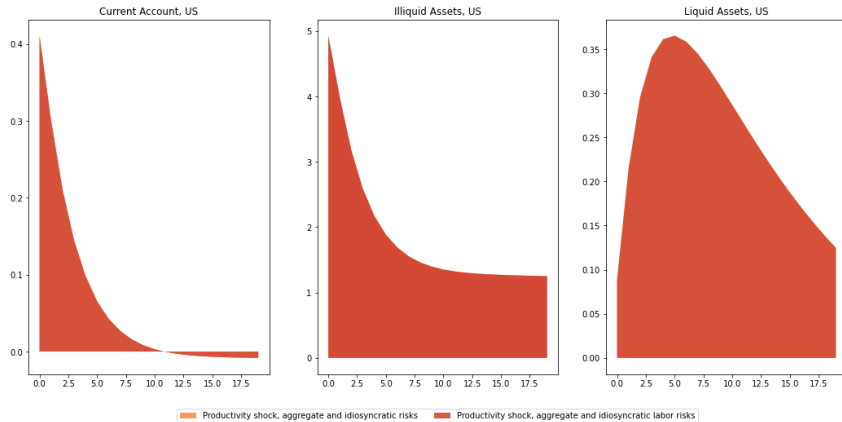 Current Account, US
Illiquid Assets, US
Liquid Assets, US
0.4
0.3
0.2
0.1
0.0
0.0 2.5 5.0 7.5 10.0 12.5 15.0 17.5
5
4
3
2
1
0
0.0 2.5 5.0 7.5 10.0 12.5 15.0 17.5
0.35
0.30
0.25
0.20
0.15
0.10
0.05
0.00
0.0 2.5 5.0 7.5 10.0 12.5 15.0 17.5
Productivity shock, aggregate and idiosyncratic risks
Productivity shock, aggregate and idiosyncratic labor risks